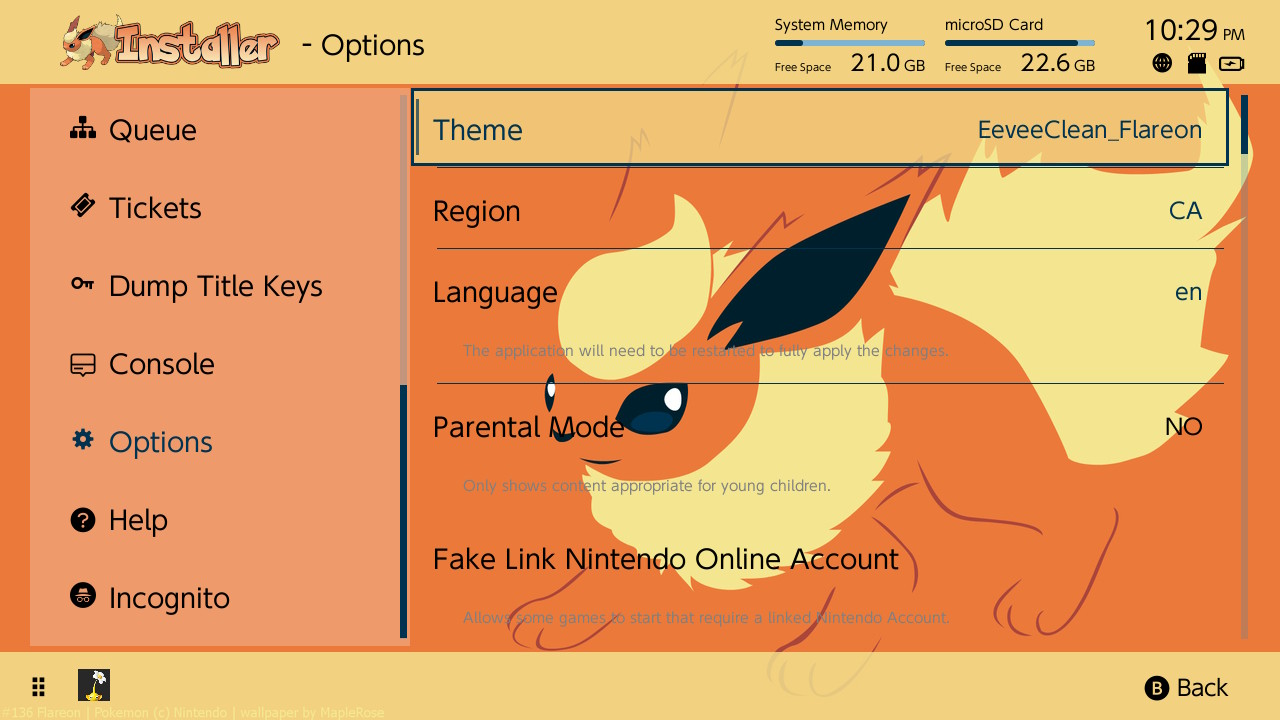 Installer - Options
System Memory
Free Space 21.0 GB
microSD Card
Free Space 22.6 GB
10:29 PM
Queue
Tickets
Dump Title Keys
Console
Options
Help
Incognito
Theme EeveeClean_Flareon
Region CA
Language en
The application will need to be restarted to fully apply the changes.
Parental Mode NO
Only shows content appropriate for young children.
Fake Link Nintendo Online Account
Allows some games to start that require a linked Nintendo Account.
B Back
#136 Flareon | Pokemon (c) Nintendo | wallpaper by MapleRose